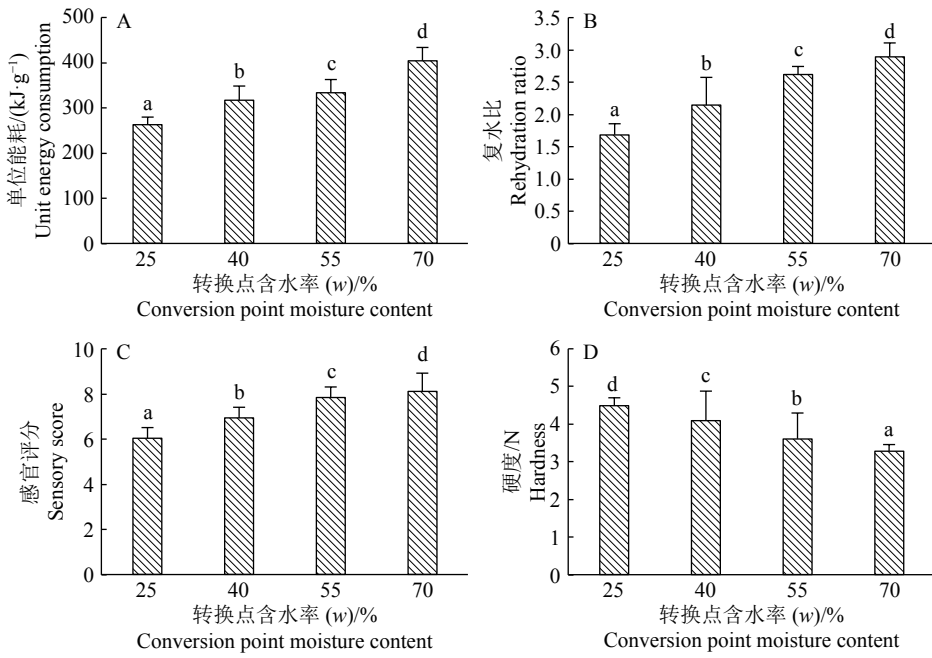 A
单位能耗/(kJ·g⁻¹)
Unit energy consumption
500
400
300
200
100
0
a
b
c
d
25 40 55 70
转换点含水率 (w)/%
Conversion point moisture content
B
复水比
Rehydration ratio
3.5
3.0
2.5
2.0
1.5
1.0
0.5
0
a
b
c
d
25 40 55 70
转换点含水率 (w)/%
Conversion point moisture content
C
感官评分
Sensory score
10
8
6
4
2
0
a
b
c
d
25 40 55 70
转换点含水率 (w)/%
Conversion point moisture content
D
硬度/N
Hardness
6
5
4
3
2
1
0
d
c
b
a
25 40 55 70
转换点含水率 (w)/%
Conversion point moisture content